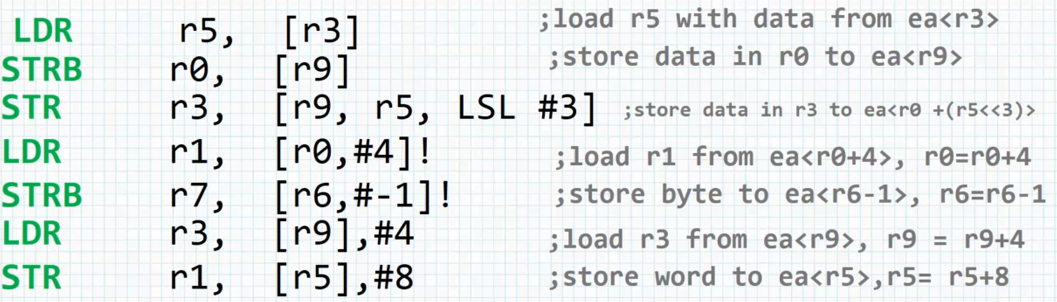 LDR r5, [r3] ;load r5 with data from ea<r3>
STRB r0, [r9] ;store data in r0 to ea<r9>
STR r3, [r9, r5, LSL #3] ;store data in r3 to ea<r0 +(r5<<3)>
LDR r1, [r0,#4]! ;load r1 from ea<r0+4>, r0=r0+4
STRB r7, [r6,#-1]! ;store byte to ea<r6-1>, r6=r6-1
LDR r3, [r9],#4 ;load r3 from ea<r9>, r9 = r9+4
STR r1, [r5],#8 ;store word to ea<r5>,r5= r5+8